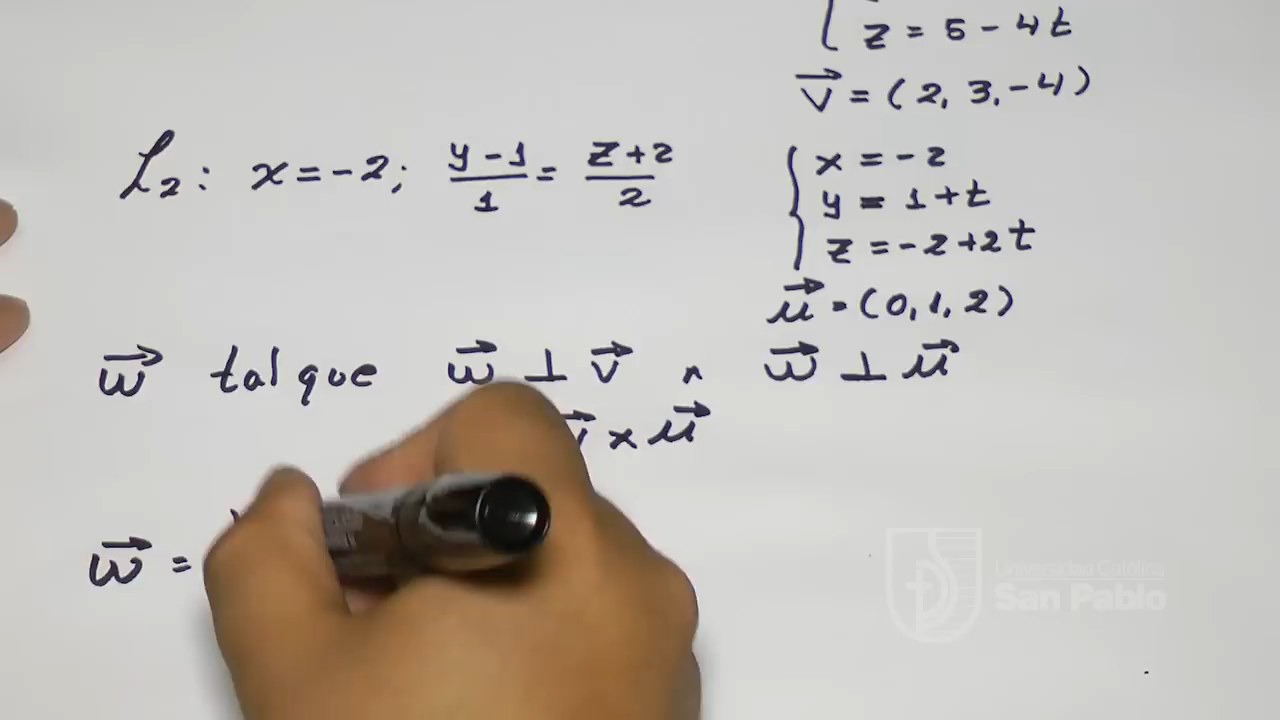 z = 5 - 4t
v⃗ = (2, 3, -4)
L₂: x = -2; (y - 1)/1 = (z + 2)/2
x = -2
y = 1 + t
z = -2 + 2t
μ⃗ = (0, 1, 2)
w⃗ tal que w⃗ ⊥ v⃗ ∧ w⃗ ⊥ μ⃗
× μ⃗
w⃗ =
Universidad Católica
San Pablo